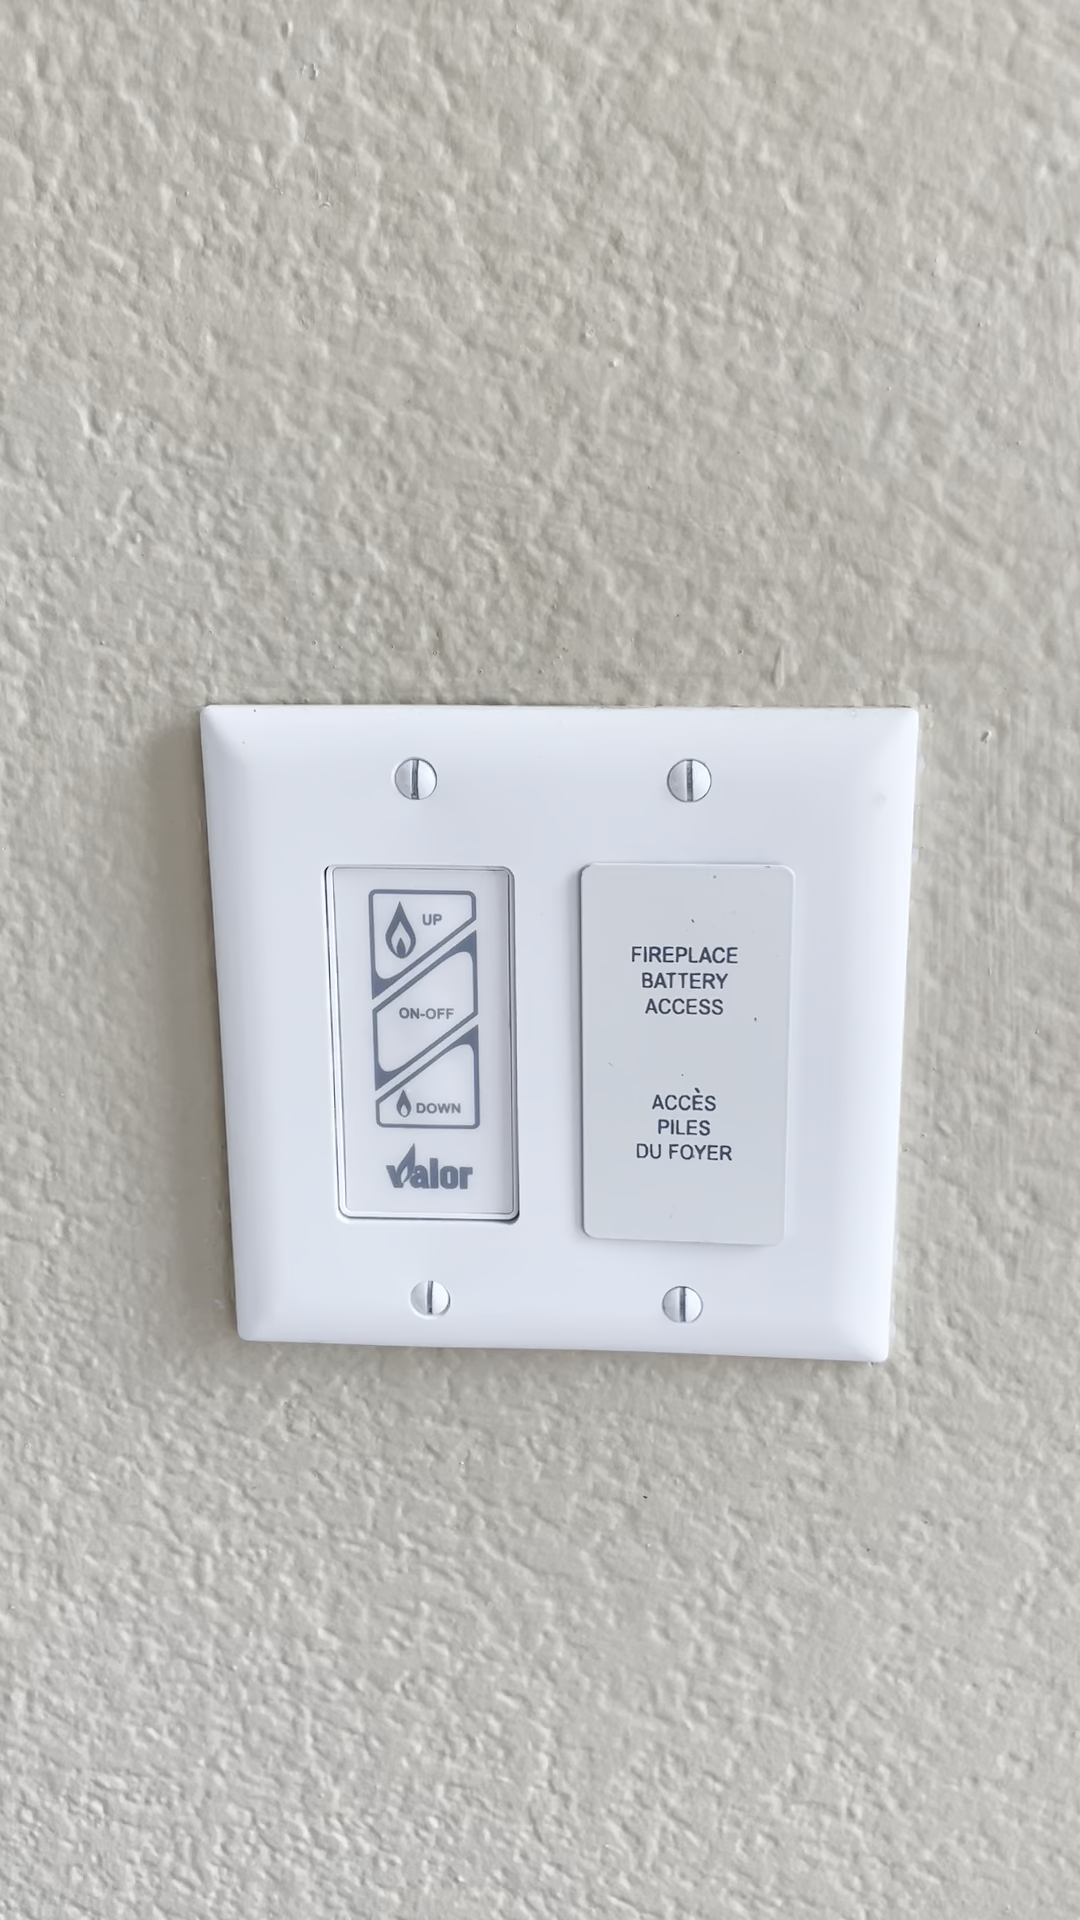 UP
ON-OFF
DOWN
Valor
FIREPLACE
BATTERY
ACCESS
ACCÈS
PILES
DU FOYER